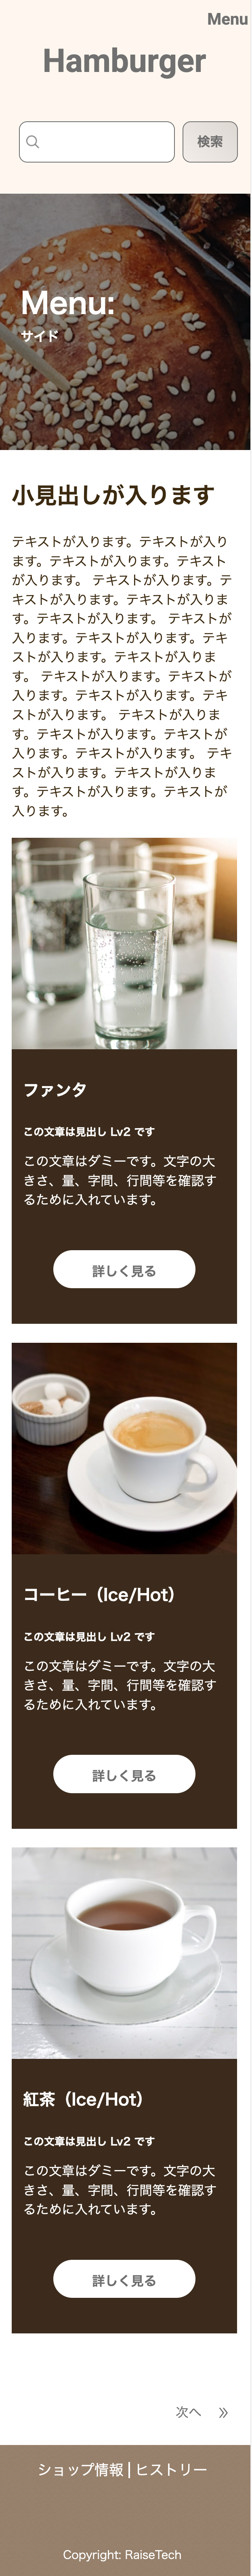 Menu
Hamburger
検索
Menu:
サイド
小見出しが入ります
テキストが入ります。テキストが入り
ます。テキストが入ります。テキスト
が入ります。 テキストが入ります。テ
キストが入ります。テキストが入りま
す。テキストが入ります。 テキストが
入ります。テキストが入ります。テキ
ストが入ります。テキストが入りま
す。 テキストが入ります。テキストが
入ります。テキストが入ります。テキ
ストが入ります。 テキストが入りま
す。テキストが入ります。テキストが
入ります。テキストが入ります。 テキ
ストが入ります。テキストが入りま
す。テキストが入ります。テキストが
入ります。
ファンタ
この文章は見出し Lv2 です
この文章はダミーです。文字の大
きさ、量、字間、行間等を確認す
るために入れています。
詳しく見る
コーヒー（Ice/Hot）
この文章は見出し Lv2 です
この文章はダミーです。文字の大
きさ、量、字間、行間等を確認す
るために入れています。
詳しく見る
紅茶（Ice/Hot）
この文章は見出し Lv2 です
この文章はダミーです。文字の大
きさ、量、字間、行間等を確認す
るために入れています。
詳しく見る
次へ »
ショップ情報 | ヒストリー
Copyright: RaiseTech